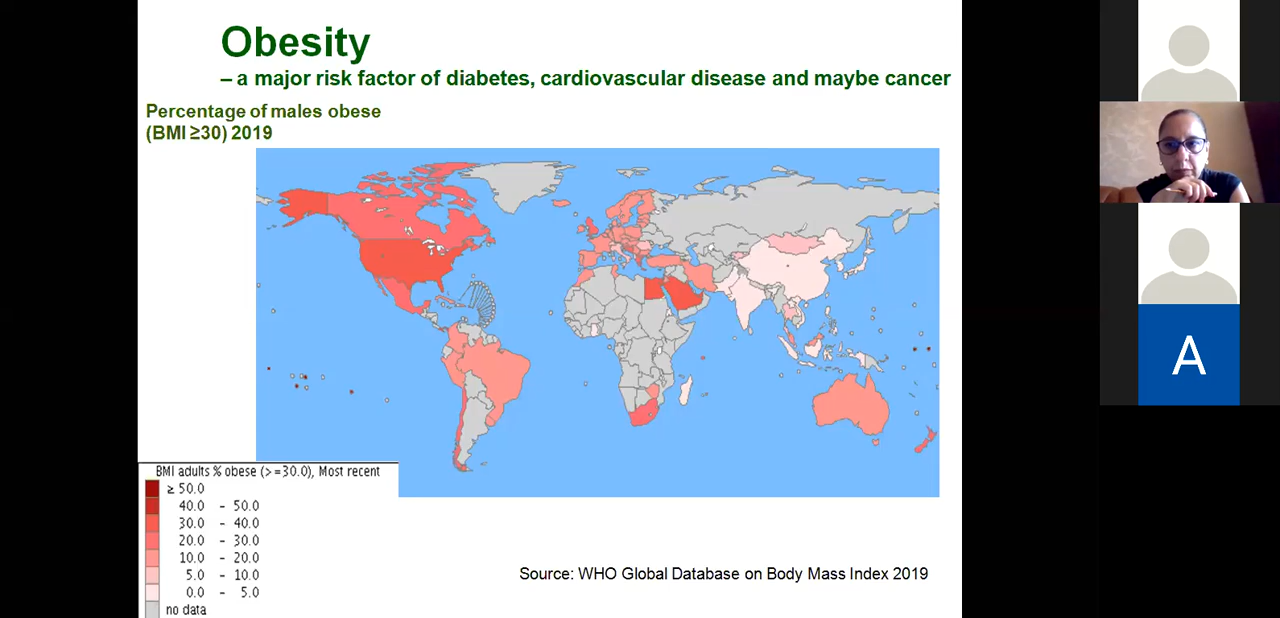 Obesity
– a major risk factor of diabetes, cardiovascular disease and maybe cancer
Percentage of males obese
(BMI ≥30) 2019
BMI adults % obese (>=30.0), Most recent
≥ 50.0
40.0 - 50.0
30.0 - 40.0
20.0 - 30.0
10.0 - 20.0
5.0 - 10.0
0.0 - 5.0
no data
Source: WHO Global Database on Body Mass Index 2019
A